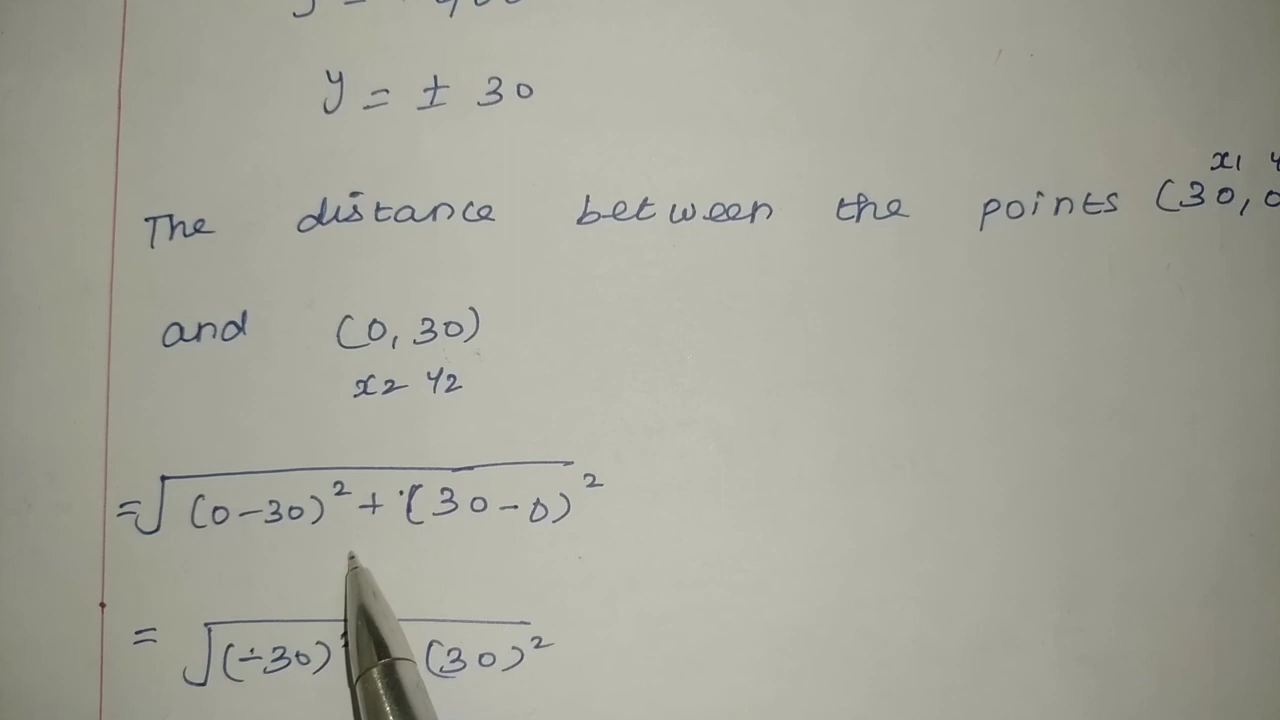 y = ± 30
x1
The distance between the points (30,
and (0, 30)
x2 y2
=√(0-30)² + (30-0)²
= √(-30) (30)²